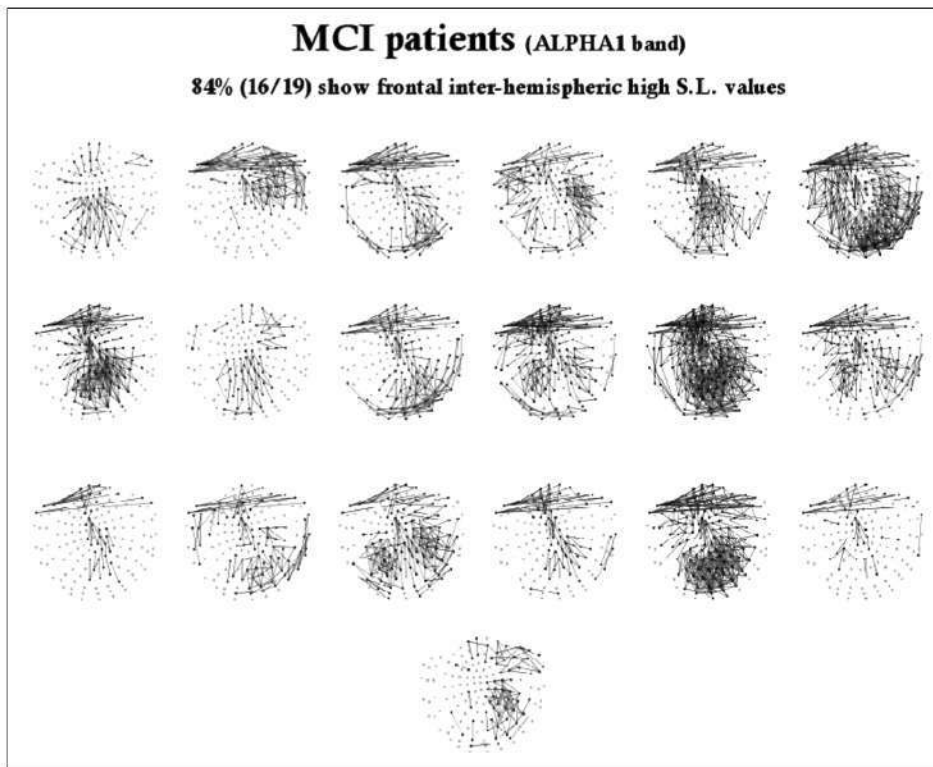 MCI patients (ALPHA1 band)
84% (16/19) show frontal inter-hemispheric high S.L. values